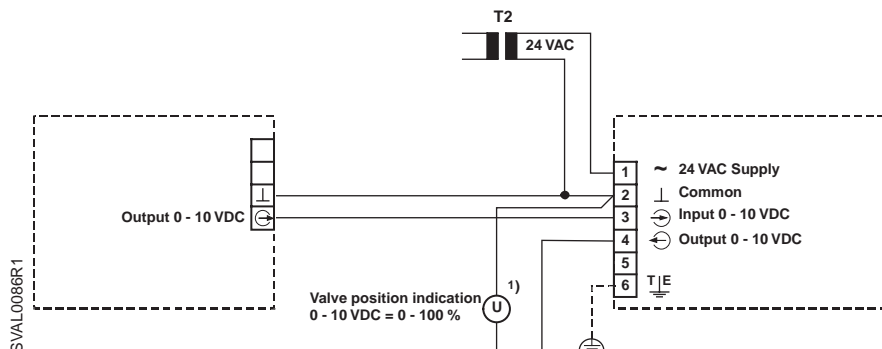 T2
24 VAC
1 ~ 24 VAC Supply
2 ⊥ Common
Output 0 - 10 VDC
3 Input 0 - 10 VDC
4 Output 0 - 10 VDC
5
6 T E
Valve position indication
0 - 10 VDC = 0 - 100 %
U
1)
SVAL0086R1